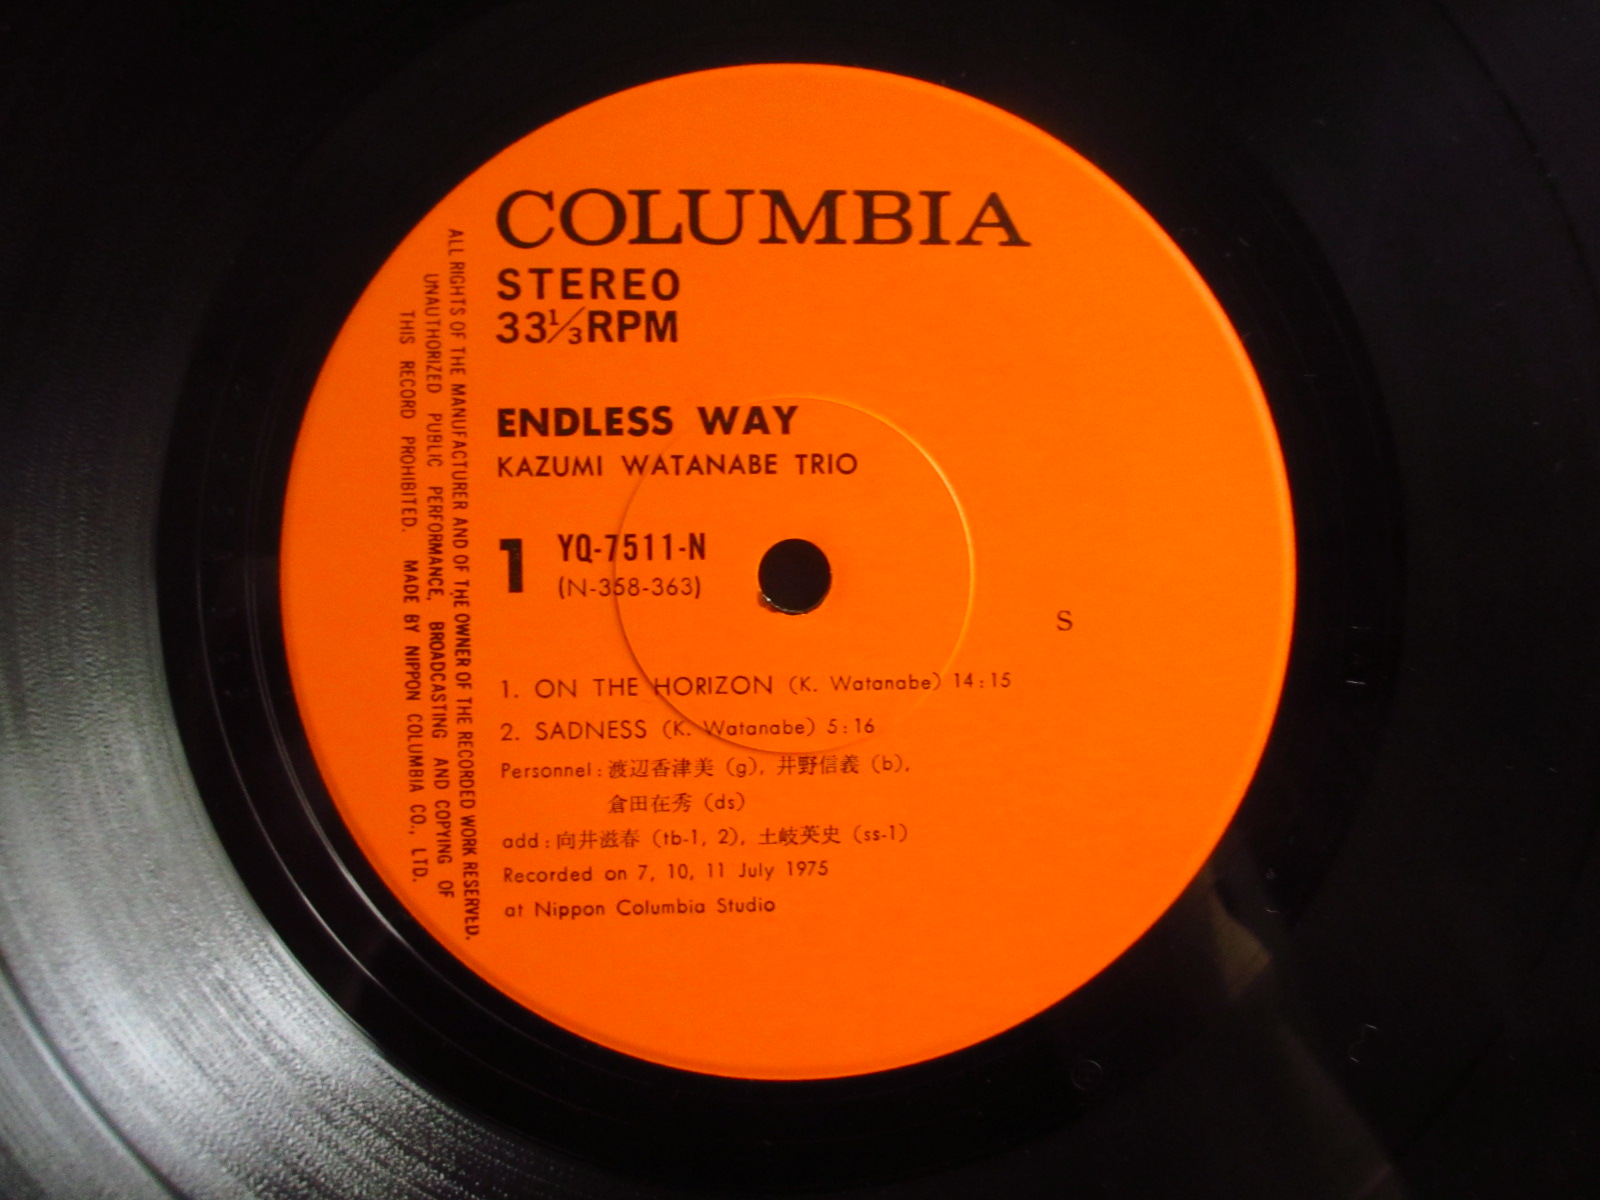 COLUMBIA
STEREO
33⅓RPM
ENDLESS WAY
KAZUMI WATANABE TRIO
1 YQ-7511-N
(N-358-363)
S
1. ON THE HORIZON (K. Watanabe) 14:15
2. SADNESS (K. Watanabe) 5:16
Personnel: 渡辺香津美 (g), 井野信義 (b),
倉田在秀 (ds)
add: 向井滋春 (tb-1, 2), 土岐英史 (ss-1)
Recorded on 7, 10, 11 July 1975
at Nippon Columbia Studio
ALL RIGHTS OF THE MANUFACTURER AND OF THE OWNER OF THE RECORDED WORK RESERVED.
UNAUTHORIZED PUBLIC PERFORMANCE, BROADCASTING AND COPYING OF
THIS RECORD PROHIBITED. MADE BY NIPPON COLUMBIA CO., LTD.